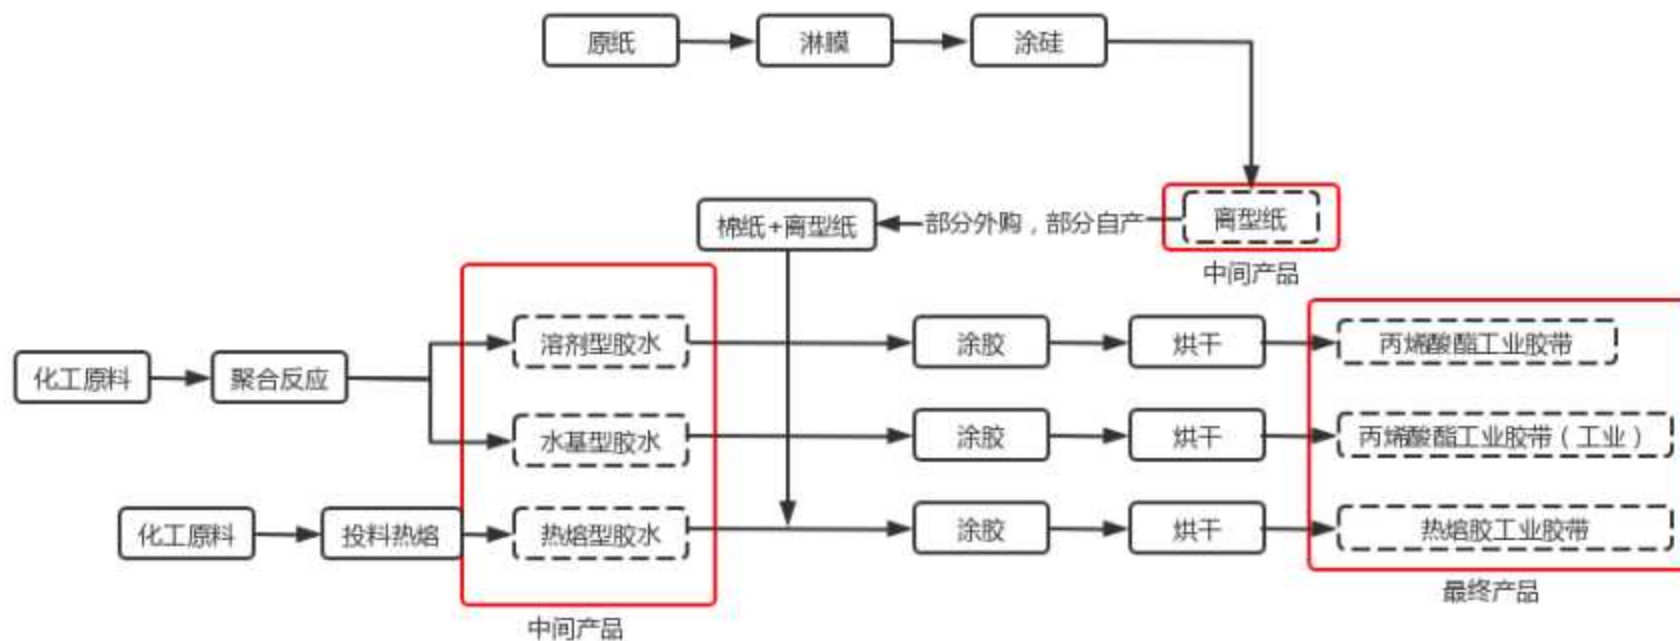 原纸
淋膜
涂硅
棉纸+离型纸
部分外购，部分自产
离型纸
中间产品
溶剂型胶水
涂胶
烘干
丙烯酸酯工业胶带
化工原料
聚合反应
水基型胶水
涂胶
烘干
丙烯酸酯工业胶带（工业）
化工原料
投料热熔
热熔型胶水
涂胶
烘干
热熔胶工业胶带
最终产品
中间产品